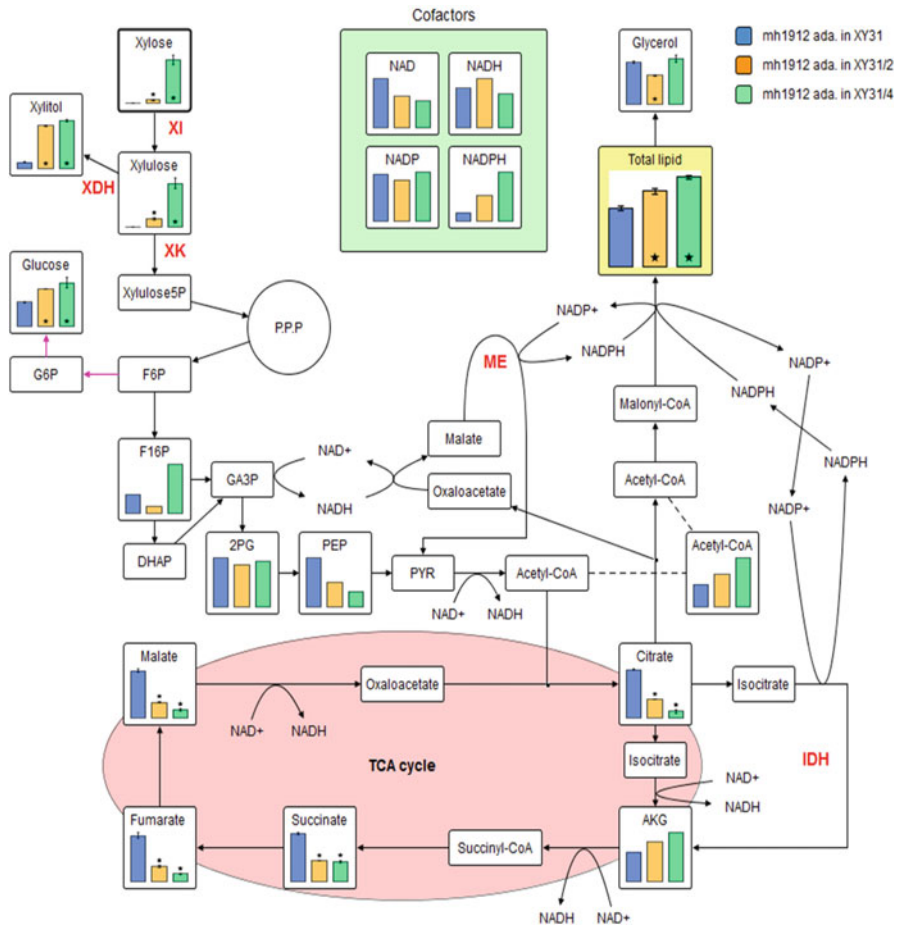 Cofactors
Xylose
NAD
NADH
Glycerol
mh1912 ada. in XY31
mh1912 ada. in XY31/2
mh1912 ada. in XY31/4
Xylitol
XI
Xylulose
NADP
NADPH
Total lipid
XDH
XK
Glucose
Xylulose5P
P.P.P
NADP+
NADPH
ME
NADP+
G6P
F6P
NADPH
Malonyl-CoA
F16P
Malate
NAD+
NADPH
GA3P
Acetyl-CoA
Oxaloacetate
NADH
NADP+
2PG
PEP
Acetyl-CoA
DHAP
PYR
Acetyl-CoA
NAD+
NADH
Malate
Citrate
Oxaloacetate
Isocitrate
NAD+
NADH
TCA cycle
Isocitrate
IDH
NAD+
NADH
Fumarate
Succinate
AKG
Succinyl-CoA
NADH
NAD+